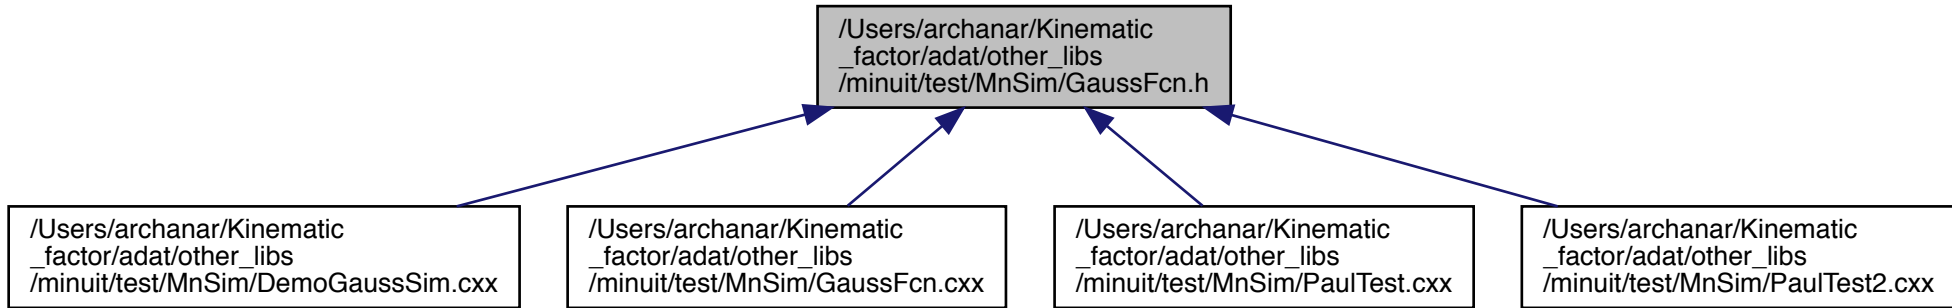 /Users/archanar/Kinematic
_factor/adat/other_libs
/minuit/test/MnSim/GaussFcn.h
/Users/archanar/Kinematic
_factor/adat/other_libs
/minuit/test/MnSim/DemoGaussSim.cxx
/Users/archanar/Kinematic
_factor/adat/other_libs
/minuit/test/MnSim/GaussFcn.cxx
/Users/archanar/Kinematic
_factor/adat/other_libs
/minuit/test/MnSim/PaulTest.cxx
/Users/archanar/Kinematic
_factor/adat/other_libs
/minuit/test/MnSim/PaulTest2.cxx